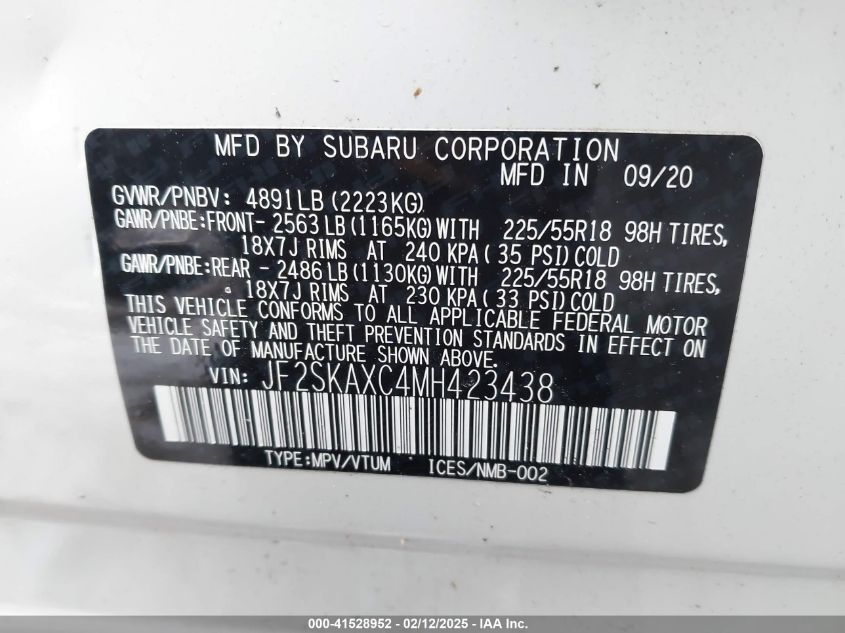 MFD BY SUBARU CORPORATION
MFD IN 09/20
GVWR/PNBV: 4891LB (2223KG)
GAWR/PNBE:FRONT- 2563LB (1165KG) WITH 225/55R18 98H TIRES,
18X7J RIMS AT 240 KPA( 35 PSI) COLD
GAWR/PNBE:REAR - 2486LB (1130KG) WITH 225/55R18 98H TIRES,
18X7J RIMS AT 230 KPA( 33 PSI) COLD
THIS VEHICLE CONFORMS TO ALL APPLICABLE FEDERAL MOTOR
VEHICLE SAFETY AND THEFT PREVENTION STANDARDS IN EFFECT ON
THE DATE OF MANUFACTURE SHOWN ABOVE.
VIN: JF2SKAXC4MH423438
TYPE:MPV/VTUM ICES/NMB-002
000-41528952 - 02/12/2025 - IAA Inc.